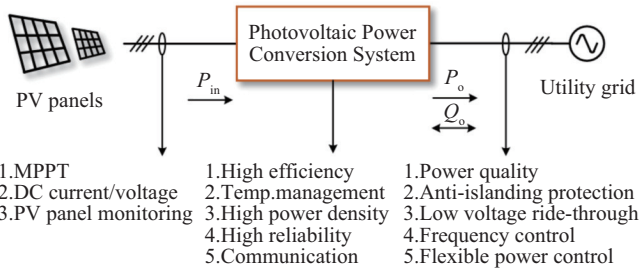 Photovoltaic Power
Conversion System
PV panels
P_in
P_o
Q_o
Utility grid
1.MPPT
2.DC current/voltage
3.PV panel monitoring
1.High efficiency
2.Temp.management
3.High power density
4.High reliability
5.Communication
1.Power quality
2.Anti-islanding protection
3.Low voltage ride-through
4.Frequency control
5.Flexible power control